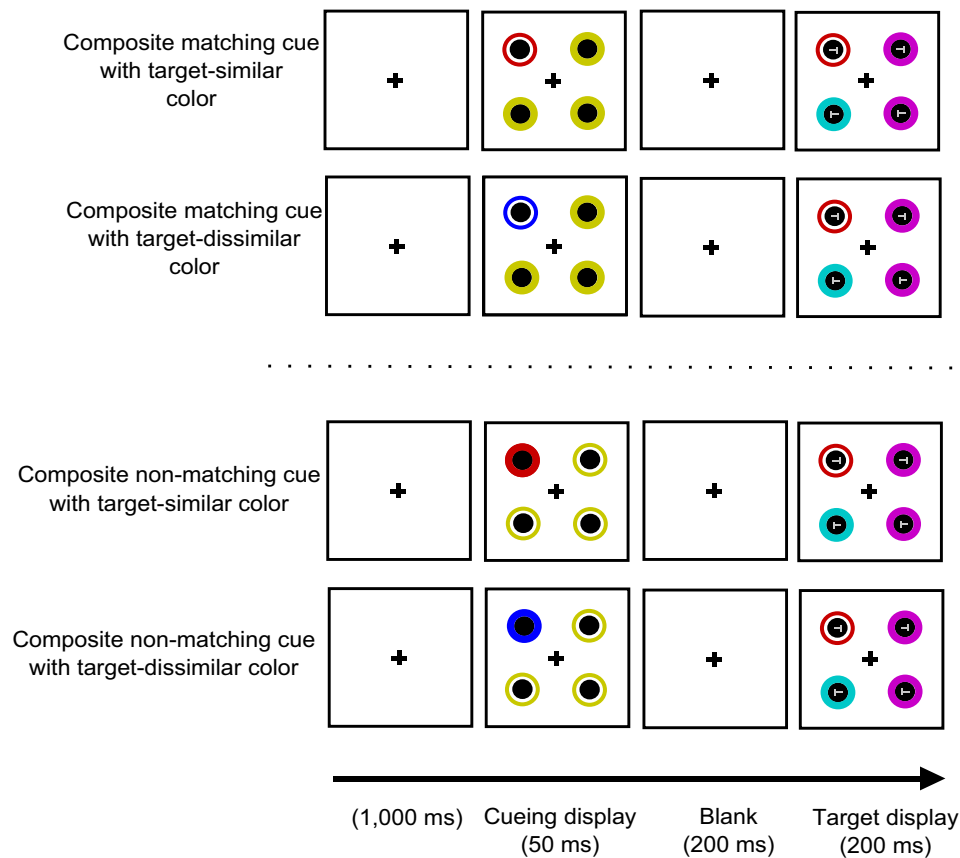 Composite matching cue
with target-similar
color
Composite matching cue
with target-dissimilar
color
Composite non-matching cue
with target-similar color
Composite non-matching cue
with target-dissimilar color
(1,000 ms)
Cueing display
(50 ms)
Blank
(200 ms)
Target display
(200 ms)
T T
T T
T T
T T
T T
T T
T T
T T